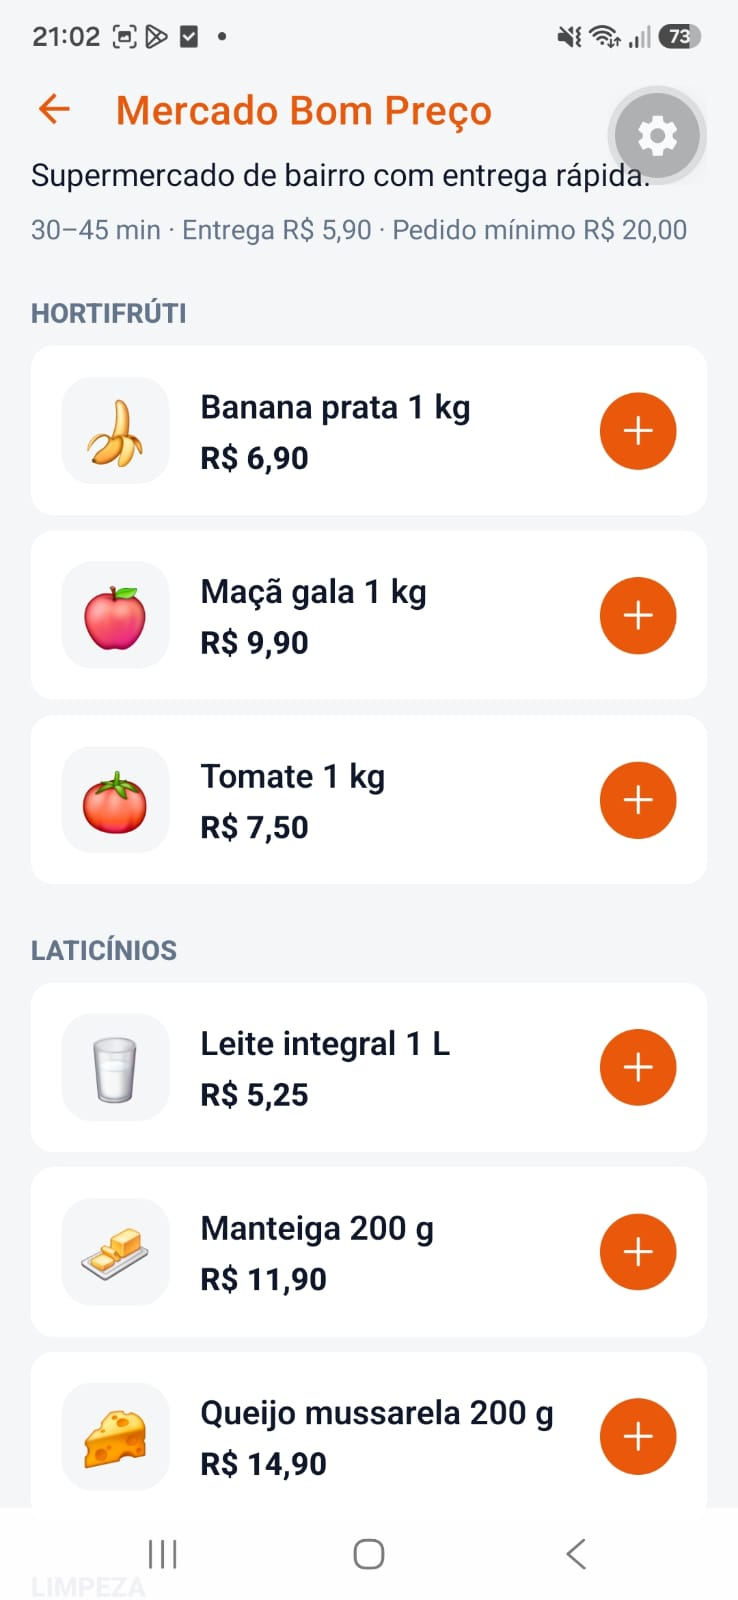 21:02
73
Mercado Bom Preço
Supermercado de bairro com entrega rápida.
30–45 min · Entrega R$ 5,90 · Pedido mínimo R$ 20,00
HORTIFRÚTI
Banana prata 1 kg
R$ 6,90
Maçã gala 1 kg
R$ 9,90
Tomate 1 kg
R$ 7,50
LATICÍNIOS
Leite integral 1 L
R$ 5,25
Manteiga 200 g
R$ 11,90
Queijo mussarela 200 g
R$ 14,90
LIMPEZA